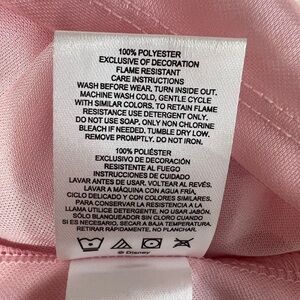 100% POLYESTER
EXCLUSIVE OF DECORATION
FLAME RESISTANT
CARE INSTRUCTIONS
WASH BEFORE WEAR, TURN INSIDE OUT.
MACHINE WASH COLD, GENTLE CYCLE
WITH SIMILAR COLORS, TO RETAIN FLAME
RESISTANCE USE DETERGENT ONLY.
DO NOT USE SOAP, ONLY NON CHLORINE
BLEACH IF NEEDED, TUMBLE DRY LOW.
REMOVE PROMPTLY. DO NOT IRON.
100% POLIÉSTER
EXCLUSIVO DE DECORACIÓN
RESISTENTE AL FUEGO
INSTRUCCIONES DE CUIDADO
LAVAR ANTES DE USAR, VOLTEAR AL REVÉS.
LAVAR A MÁQUINA CON AGUA FRÍA,
CICLO DELICADO Y CON COLORES SIMILARES.
PARA CONSERVAR LA RESISTENCIA A LA
LLAMA UTILICE DETERGENTE, NO USAR JABÓN.
SÓLO BLANQUEADOR SIN CLORO CUANDO
SI ES NECESARIO, SECAR A BAJA TEMPERATURA.
RETIRAR RÁPIDAMENTE, NO PLANCHAR.
© Disney